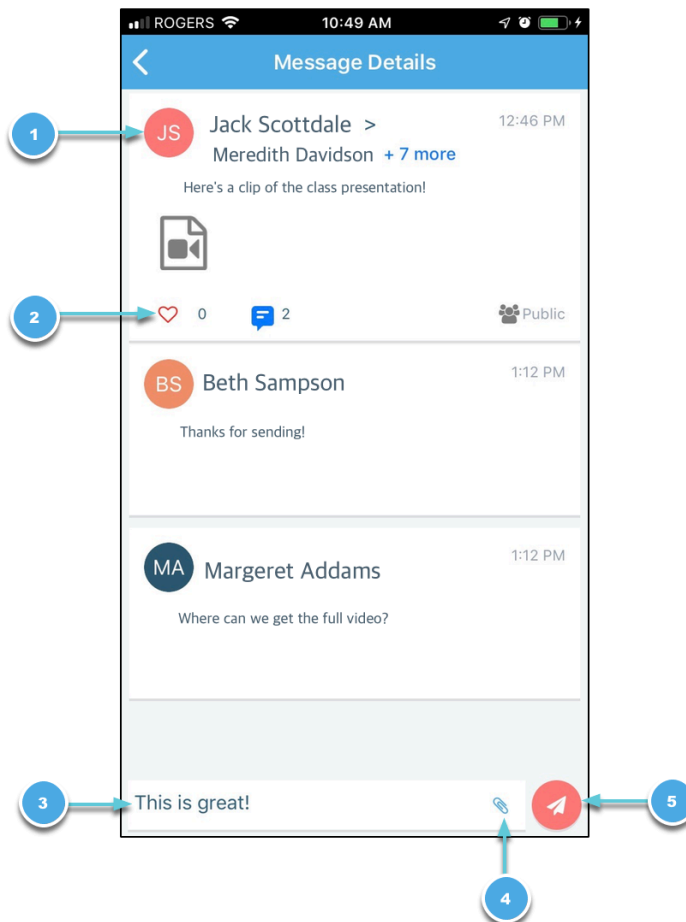 ROGERS 10:49 AM
Message Details
JS Jack Scottdale > 12:46 PM
Meredith Davidson + 7 more
1
Here's a clip of the class presentation!
2
0 2 Public
BS Beth Sampson 1:12 PM
Thanks for sending!
MA Margeret Addams 1:12 PM
Where can we get the full video?
3
This is great!
5
4